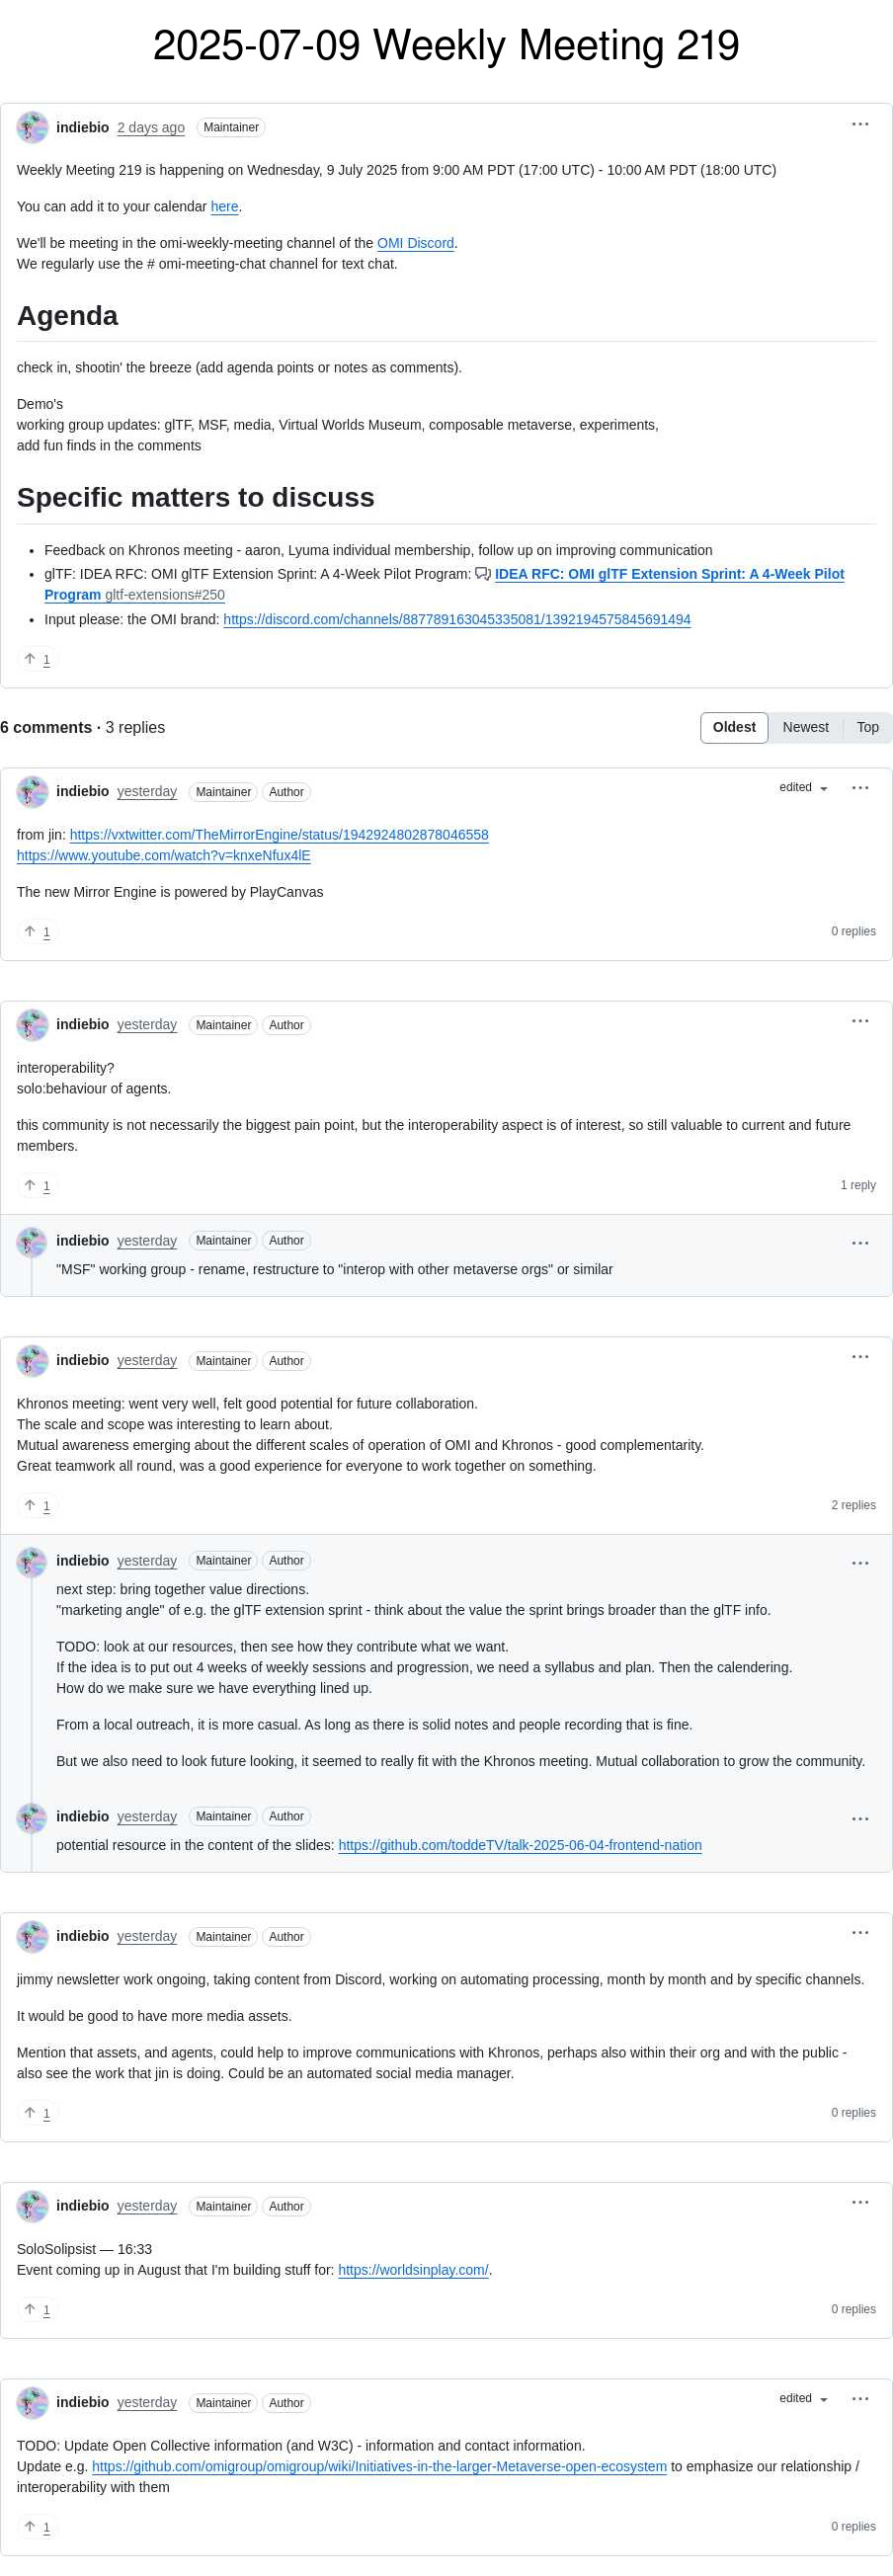 2025-07-09 Weekly Meeting 219
indiebio 2 days ago Maintainer
Weekly Meeting 219 is happening on Wednesday, 9 July 2025 from 9:00 AM PDT (17:00 UTC) - 10:00 AM PDT (18:00 UTC)
You can add it to your calendar here.
We'll be meeting in the omi-weekly-meeting channel of the OMI Discord.
We regularly use the # omi-meeting-chat channel for text chat.
Agenda
check in, shootin' the breeze (add agenda points or notes as comments).
Demo's
working group updates: glTF, MSF, media, Virtual Worlds Museum, composable metaverse, experiments,
add fun finds in the comments
Specific matters to discuss
• Feedback on Khronos meeting - aaron, Lyuma individual membership, follow up on improving communication
• glTF: IDEA RFC: OMI glTF Extension Sprint: A 4-Week Pilot Program: IDEA RFC: OMI glTF Extension Sprint: A 4-Week Pilot
Program gltf-extensions#250
• Input please: the OMI brand: https://discord.com/channels/887789163045335081/1392194575845691494
1
6 comments · 3 replies
Oldest Newest Top
indiebio yesterday Maintainer Author edited
from jin: https://vxtwitter.com/TheMirrorEngine/status/1942924802878046558
https://www.youtube.com/watch?v=knxeNfux4lE
The new Mirror Engine is powered by PlayCanvas
1 0 replies
indiebio yesterday Maintainer Author
interoperability?
solo:behaviour of agents.
this community is not necessarily the biggest pain point, but the interoperability aspect is of interest, so still valuable to current and future
members.
1 1 reply
indiebio yesterday Maintainer Author
"MSF" working group - rename, restructure to "interop with other metaverse orgs" or similar
indiebio yesterday Maintainer Author
Khronos meeting: went very well, felt good potential for future collaboration.
The scale and scope was interesting to learn about.
Mutual awareness emerging about the different scales of operation of OMI and Khronos - good complementarity.
Great teamwork all round, was a good experience for everyone to work together on something.
1 2 replies
indiebio yesterday Maintainer Author
next step: bring together value directions.
"marketing angle" of e.g. the glTF extension sprint - think about the value the sprint brings broader than the glTF info.
TODO: look at our resources, then see how they contribute what we want.
If the idea is to put out 4 weeks of weekly sessions and progression, we need a syllabus and plan. Then the calendering.
How do we make sure we have everything lined up.
From a local outreach, it is more casual. As long as there is solid notes and people recording that is fine.
But we also need to look future looking, it seemed to really fit with the Khronos meeting. Mutual collaboration to grow the community.
indiebio yesterday Maintainer Author
potential resource in the content of the slides: https://github.com/toddeTV/talk-2025-06-04-frontend-nation
indiebio yesterday Maintainer Author
jimmy newsletter work ongoing, taking content from Discord, working on automating processing, month by month and by specific channels.
It would be good to have more media assets.
Mention that assets, and agents, could help to improve communications with Khronos, perhaps also within their org and with the public -
also see the work that jin is doing. Could be an automated social media manager.
1 0 replies
indiebio yesterday Maintainer Author
SoloSolipsist — 16:33
Event coming up in August that I'm building stuff for: https://worldsinplay.com/.
1 0 replies
indiebio yesterday Maintainer Author edited
TODO: Update Open Collective information (and W3C) - information and contact information.
Update e.g. https://github.com/omigroup/omigroup/wiki/Initiatives-in-the-larger-Metaverse-open-ecosystem to emphasize our relationship /
interoperability with them
1 0 replies